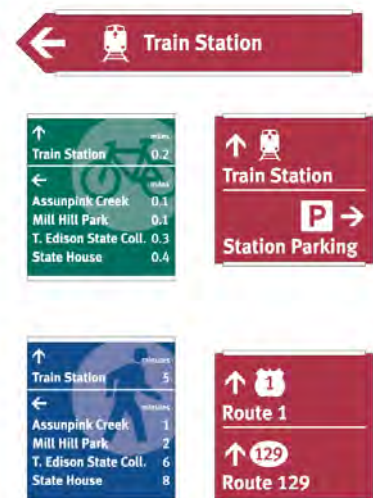 Train Station
miles
Train Station 0.2
miles
Assunpink Creek 0.1
Mill Hill Park 0.1
T. Edison State Coll. 0.3
State House 0.4
Train Station
P
Station Parking
minutes
Train Station 5
minutes
Assunpink Creek 1
Mill Hill Park 2
T. Edison State Coll. 6
State House 8
1
Route 1
129
Route 129